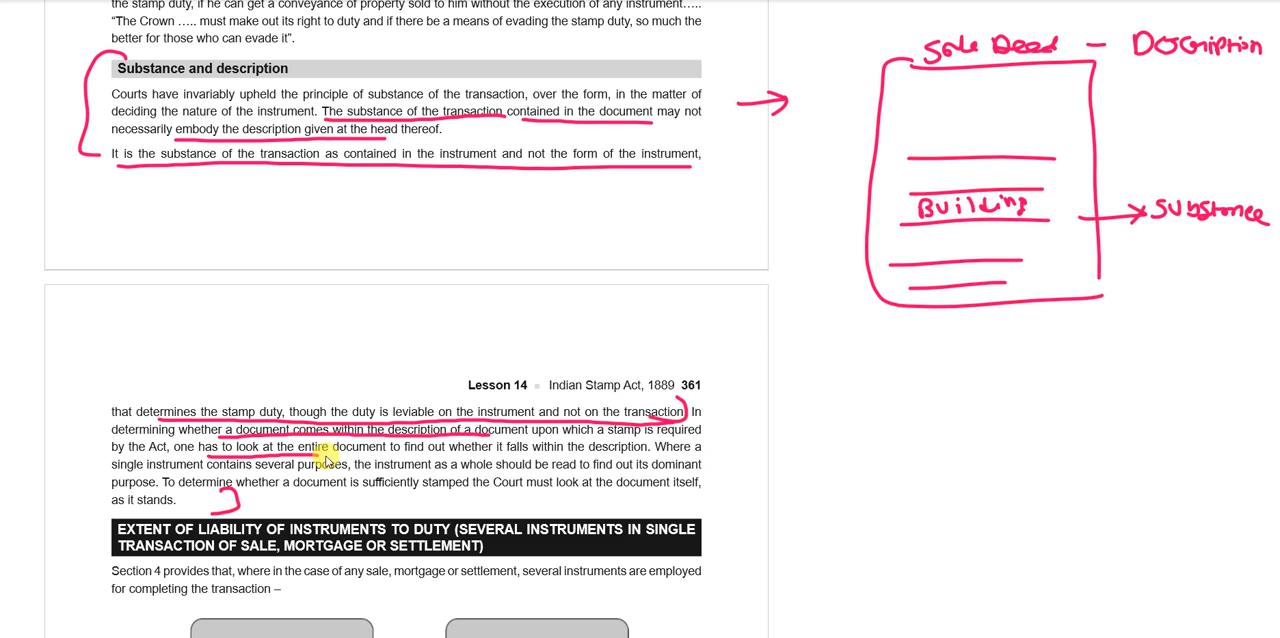 the stamp duty, if he can get a conveyance of property sold to him without the execution of any instrument…..
“The Crown ….. must make out its right to duty and if there be a means of evading the stamp duty, so much the
better for those who can evade it”.
Substance and description
Courts have invariably upheld the principle of substance of the transaction, over the form, in the matter of
deciding the nature of the instrument. The substance of the transaction contained in the document may not
necessarily embody the description given at the head thereof.
It is the substance of the transaction as contained in the instrument and not the form of the instrument,
Sale Deed – Description
Building
Substance
Lesson 14 Indian Stamp Act, 1889 361
that determines the stamp duty, though the duty is leviable on the instrument and not on the transaction. In
determining whether a document comes within the description of a document upon which a stamp is required
by the Act, one has to look at the entire document to find out whether it falls within the description. Where a
single instrument contains several purposes, the instrument as a whole should be read to find out its dominant
purpose. To determine whether a document is sufficiently stamped the Court must look at the document itself,
as it stands.
EXTENT OF LIABILITY OF INSTRUMENTS TO DUTY (SEVERAL INSTRUMENTS IN SINGLE
TRANSACTION OF SALE, MORTGAGE OR SETTLEMENT)
Section 4 provides that, where in the case of any sale, mortgage or settlement, several instruments are employed
for completing the transaction –